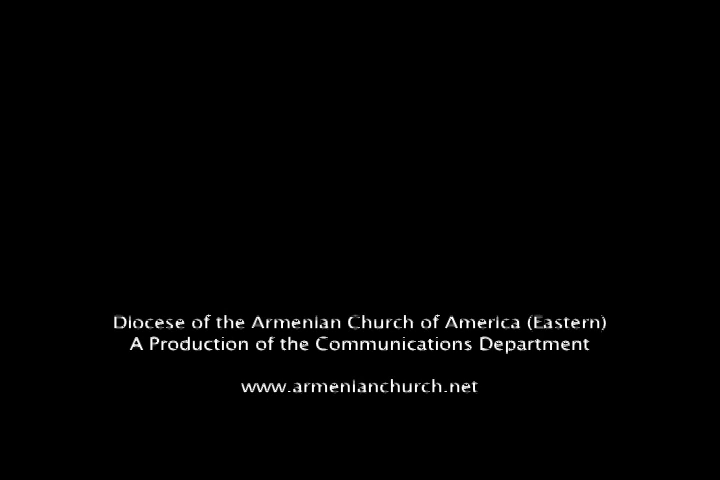 Diocese of the Armenian Church of America (Eastern)
A Production of the Communications Department
www.armenianchurch.net